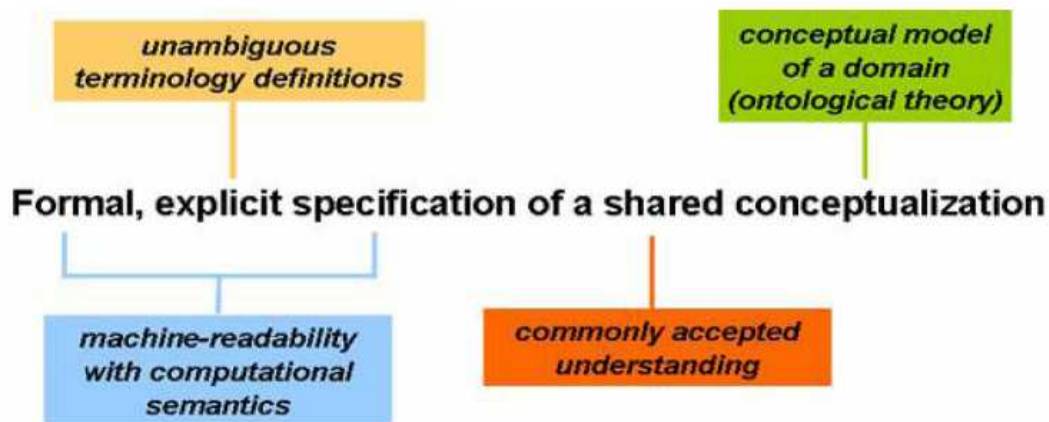 unambiguous
terminology definitions
conceptual model
of a domain
(ontological theory)
Formal, explicit specification of a shared conceptualization
machine-readability
with computational
semantics
commonly accepted
understanding